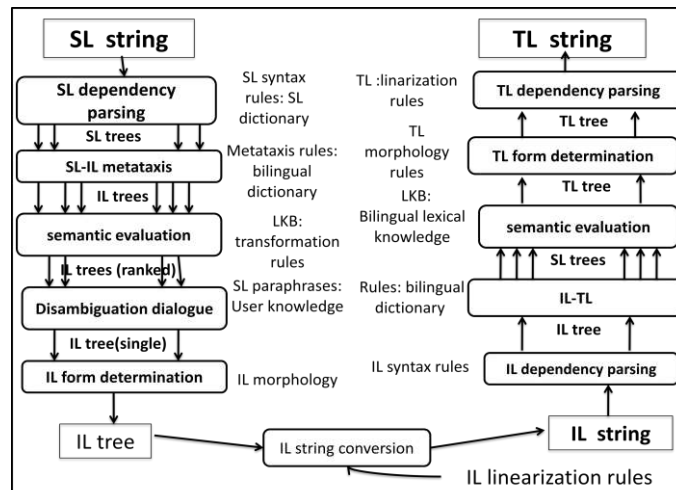 SL string
SL dependency
parsing
SL syntax
rules: SL
dictionary
SL trees
SL-IL metataxis
Metataxis rules:
bilingual
dictionary
IL trees
semantic evaluation
LKB:
transformation
rules
IL trees (ranked)
Disambiguation dialogue
SL paraphrases:
User knowledge
IL tree(single)
IL form determination
IL morphology
IL tree
IL string conversion
IL linearization rules
TL string
TL :linarization
rules
TL dependency parsing
TL tree
TL
morphology
rules
TL form determination
TL tree
LKB:
Bilingual lexical
knowledge
semantic evaluation
SL trees
Rules: bilingual
dictionary
IL-TL
IL tree
IL syntax rules
IL dependency parsing
IL string